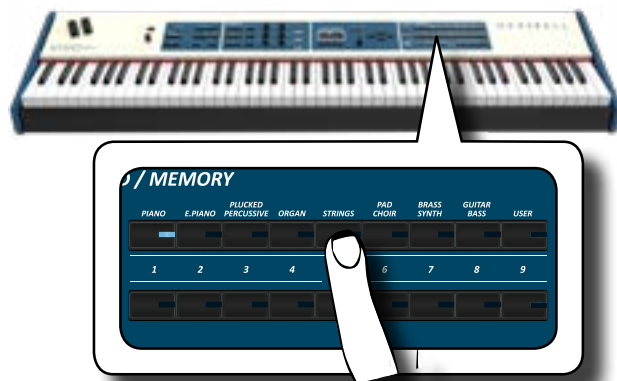 / MEMORY
PIANO E.PIANO PLUCKED PERCUSSIVE ORGAN STRINGS PAD CHOIR BRASS SYNTH GUITAR BASS USER
1 2 3 4 6 7 8 9